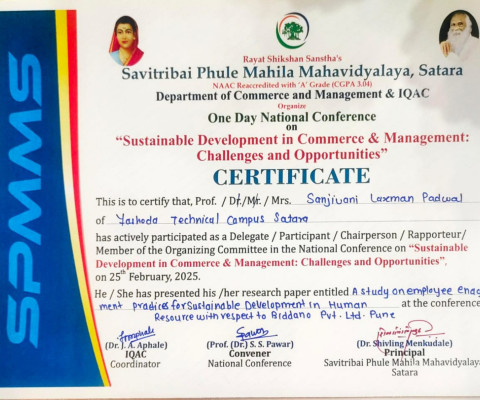 SPMMS
Rayat Shikshan Sanstha's
Savitribai Phule Mahila Mahavidyalaya, Satara
NAAC Reaccredited with 'A' Grade (CGPA 3.04)
Department of Commerce and Management & IQAC
Organize
One Day National Conference
on
“Sustainable Development in Commerce & Management:
Challenges and Opportunities”
CERTIFICATE
This is to certify that, Prof. / Dr./Mr. / Mrs. Sanjivani Laxman Padwal
of Yashoda Technical Campus Satara
has actively participated as a Delegate / Participant / Chairperson / Rapporteur/
Member of the Organizing Committee in the National Conference on “Sustainable
Development in Commerce & Management: Challenges and Opportunities”,
on 25th February, 2025.
He / She has presented his /her research paper entitled A study on employee Enag
ment pradices for Sustainable Development in Human at the conference
Resource with respect to Biddano Pvt. Ltd. Pune
(Dr. J. A. Aphale) (Prof. (Dr.) S. S. Pawar) (Dr. Shivling Menkudale)
IQAC Convener Principal
Coordinator National Conference Savitribai Phule Mahila Mahavidyalaya
Satara